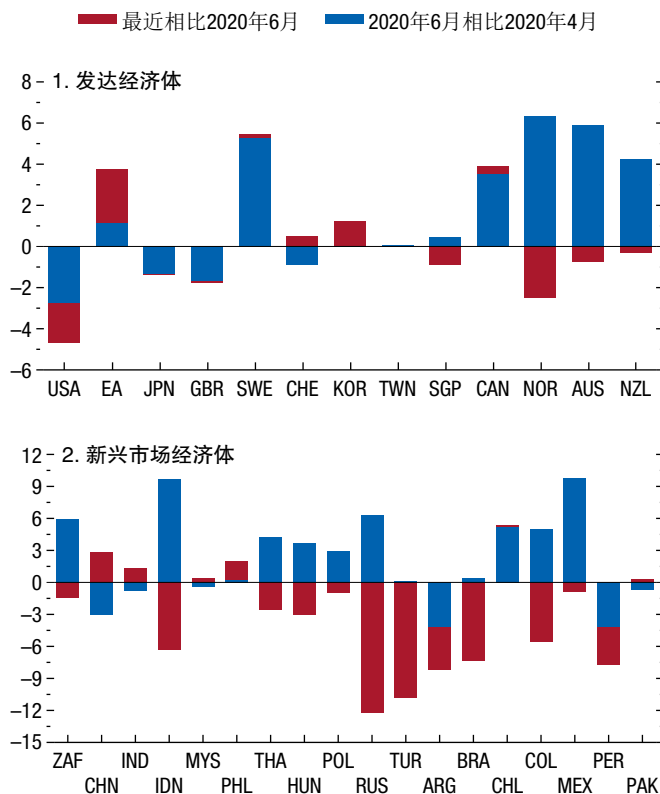 最近相比2020年6月 2020年6月相比2020年4月
8 1. 发达经济体
6
4
2
0
–2
–4
–6
USA EA JPN GBR SWE CHE KOR TWN SGP CAN NOR AUS NZL
12 2. 新兴市场经济体
9
6
3
0
–3
–6
–9
–12
–15
ZAF IND MYS THA POL TUR BRA COL PER
CHN IDN PHL HUN RUS ARG CHL MEX PAK